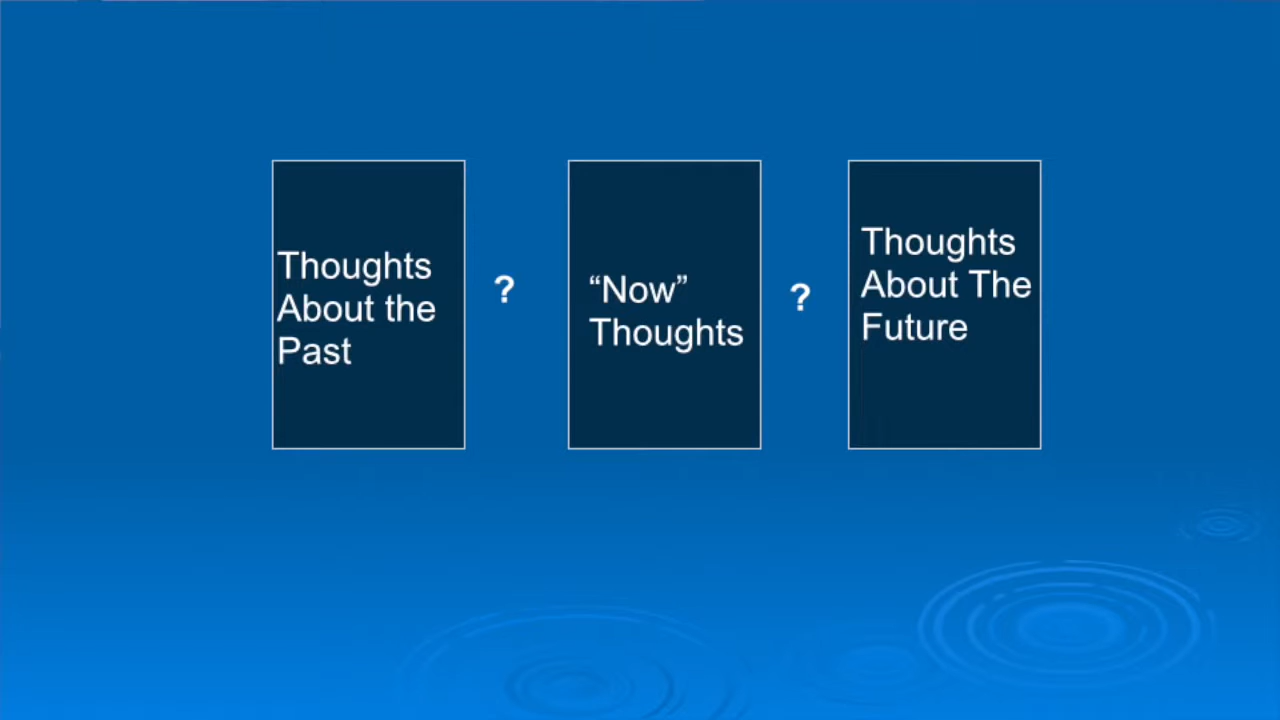 Thoughts
About the
Past
?
“Now”
Thoughts
?
Thoughts
About The
Future